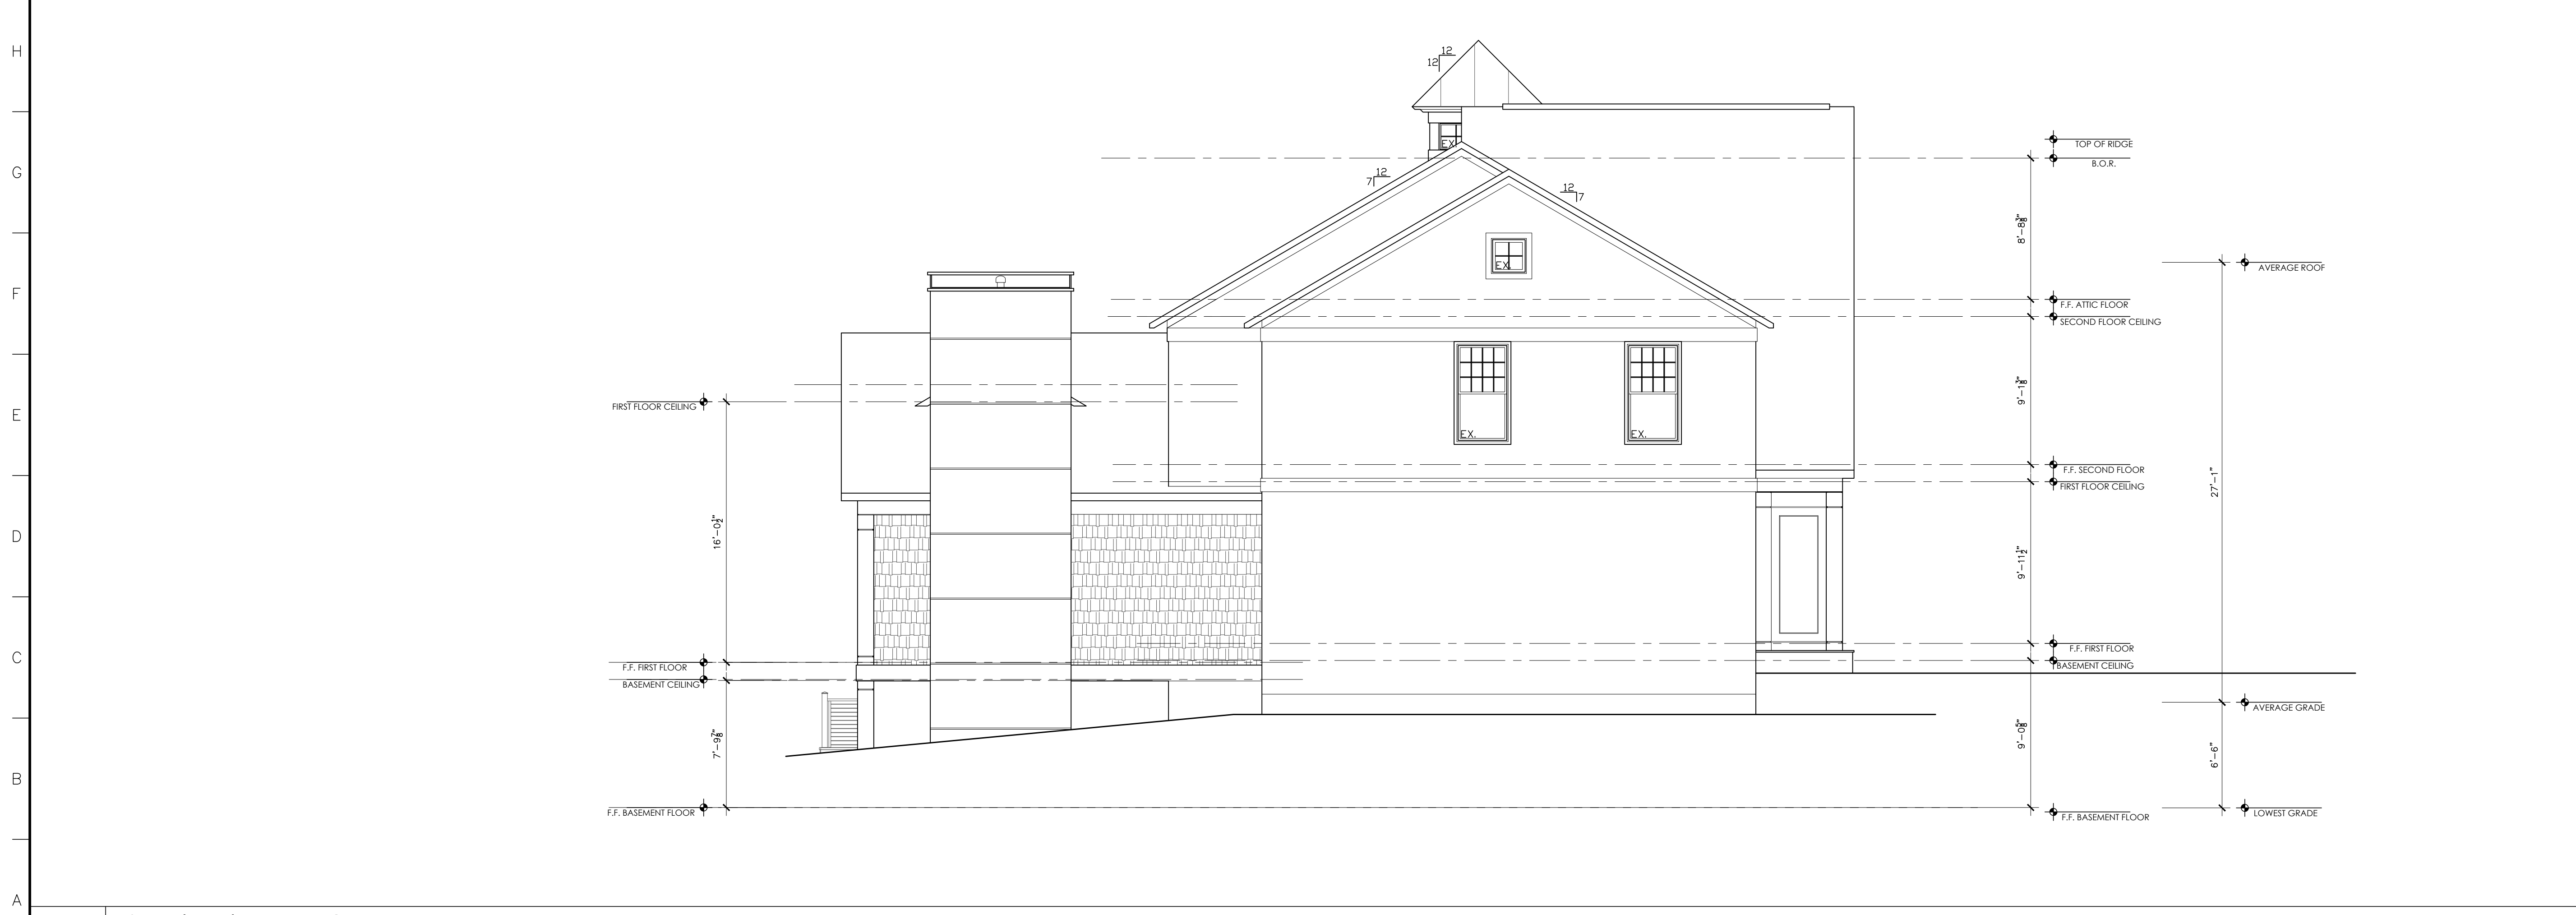 H
G
F
E
D
C
B
A
12
12
EX
12
7
12
7
EX.
EX.
EX.
FIRST FLOOR CEILING
16'-0 1/2"
F.F. FIRST FLOOR
BASEMENT CEILING
7'-9 7/8"
F.F. BASEMENT FLOOR
TOP OF RIDGE
B.O.R.
8'-8 3/8"
F.F. ATTIC FLOOR
SECOND FLOOR CEILING
9'-1 3/8"
F.F. SECOND FLOOR
FIRST FLOOR CEILING
9'-11 1/2"
F.F. FIRST FLOOR
BASEMENT CEILING
9'-0 5/8"
F.F. BASEMENT FLOOR
AVERAGE ROOF
27'-1"
AVERAGE GRADE
6'-6"
LOWEST GRADE